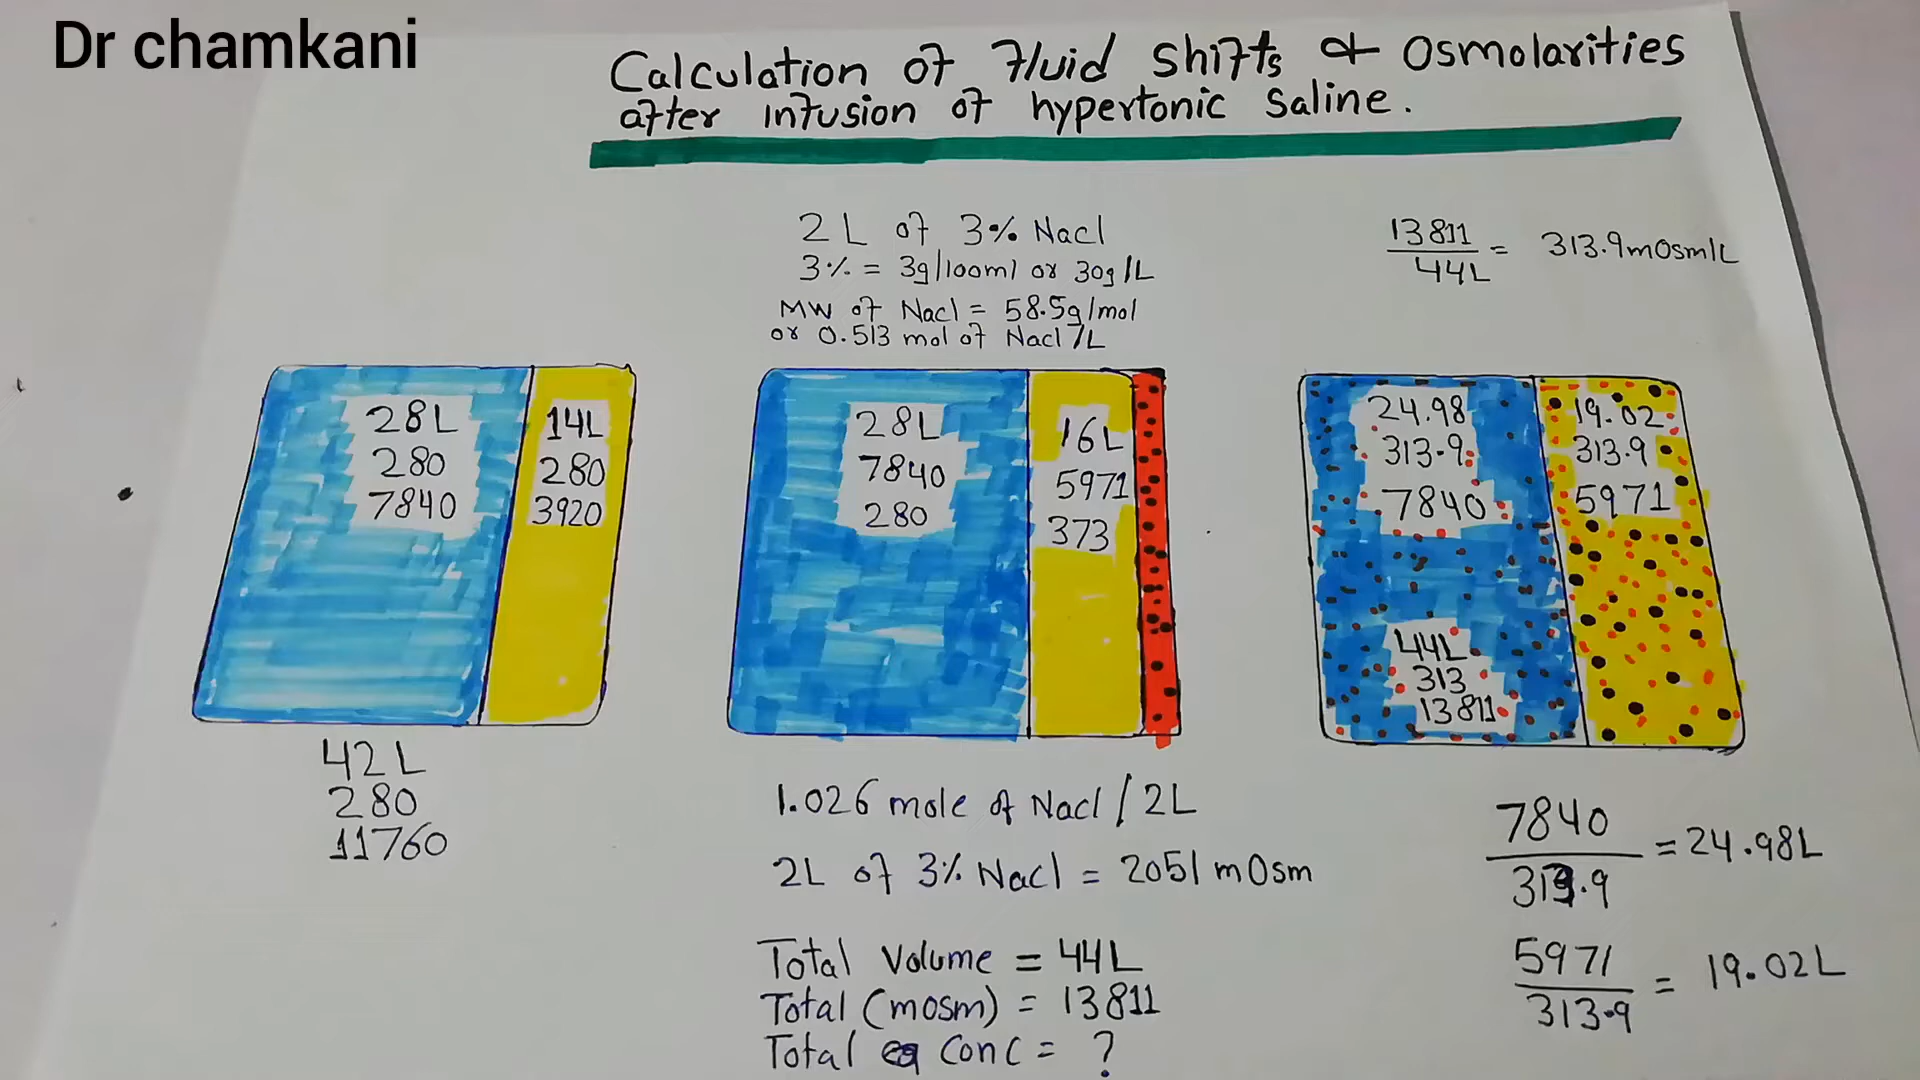 Dr chamkani
Calculation of Fluid Shifts & Osmolarities
after infusion of hypertonic Saline.
2 L of 3% Nacl
3% = 3g/100ml or 30g/L
MW of Nacl = 58.5g/mol
or 0.513 mol of Nacl/L
13811
44L
= 313.9mOsm/L
28L
280
7840
14L
280
3920
42L
280
11760
28L
7840
280
16L
5971
373
1.026 mole of Nacl / 2L
2L of 3% Nacl = 2051 mOsm
Total Volume = 44L
Total (mosm) = 13811
Total Conc = ?
24.98
313.9
7840
19.02
313.9
5971
44L
313
13811
7840
313.9
= 24.98L
5971
313.9
= 19.02L